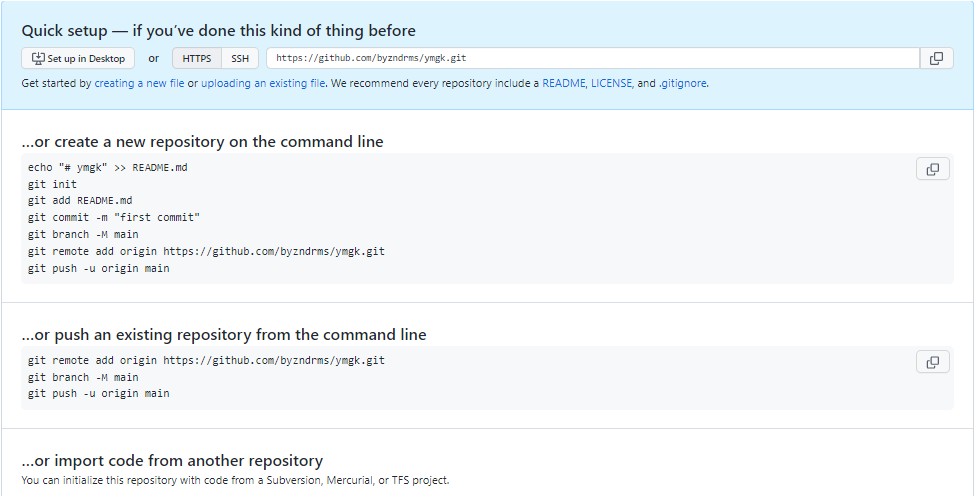 Quick setup — if you've done this kind of thing before
Set up in Desktop or HTTPS SSH https://github.com/byzndrms/ymgk.git
Get started by creating a new file or uploading an existing file. We recommend every repository include a README, LICENSE, and .gitignore.
...or create a new repository on the command line
echo "# ymgk" >> README.md
git init
git add README.md
git commit -m "first commit"
git branch -M main
git remote add origin https://github.com/byzndrms/ymgk.git
git push -u origin main
...or push an existing repository from the command line
git remote add origin https://github.com/byzndrms/ymgk.git
git branch -M main
git push -u origin main
...or import code from another repository
You can initialize this repository with code from a Subversion, Mercurial, or TFS project.